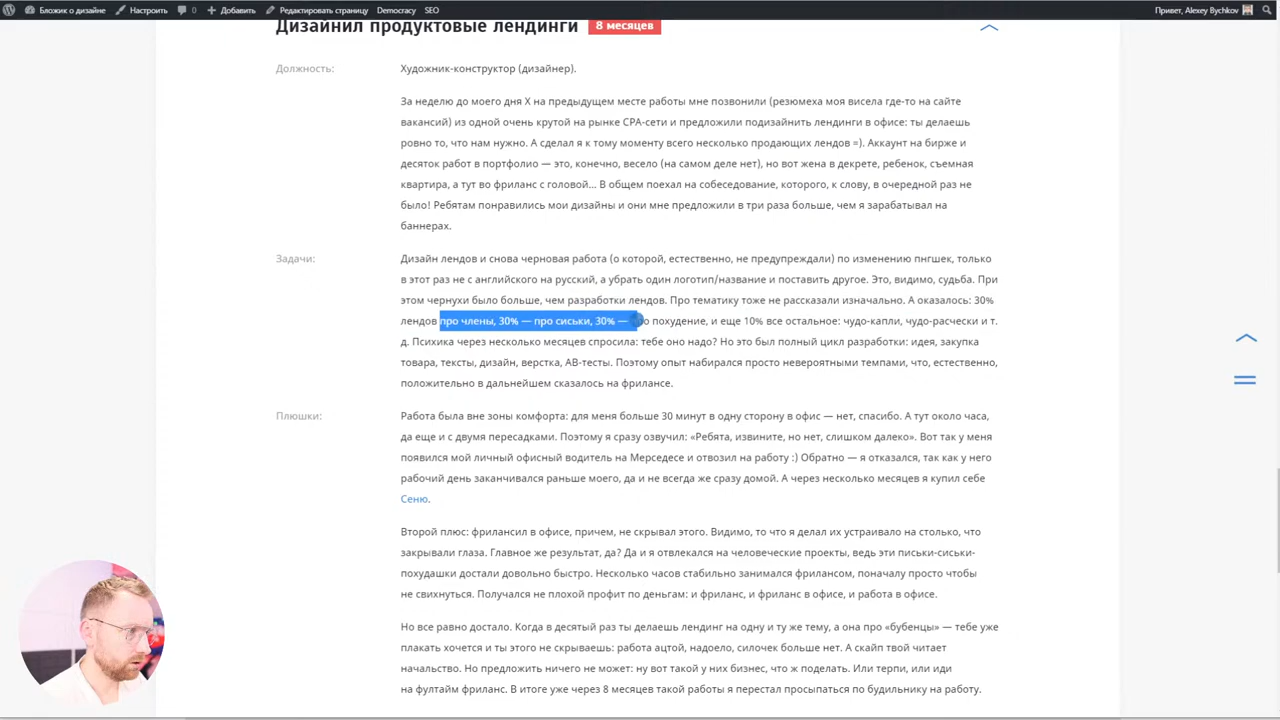 Бложик о дизайне Настроить 0 Добавить Редактировать страницу Democracy SEO Привет, Alexey Bychkov
Дизайнил продуктовые лендинги 8 месяцев
Должность: Художник-конструктор (дизайнер).
За неделю до моего дня X на предыдущем месте работы мне позвонили (резюмеха моя висела где-то на сайте
вакансий) из одной очень крутой на рынке CPA-сети и предложили подизайнить лендинги в офисе: ты делаешь
ровно то, что нам нужно. А сделал я к тому моменту всего несколько продающих лендов =). Аккаунт на бирже и
десяток работ в портфолио — это, конечно, весело (на самом деле нет), но вот жена в декрете, ребенок, съемная
квартира, а тут во фриланс с головой... В общем поехал на собеседование, которого, к слову, в очередной раз не
было! Ребятам понравились мои дизайны и они мне предложили в три раза больше, чем я зарабатывал на
баннерах.
Задачи: Дизайн лендов и снова черновая работа (о которой, естественно, не предупреждали) по изменению пнгшек, только
в этот раз не с английского на русский, а убрать один логотип/название и поставить другое. Это, видимо, судьба. При
этом чернухи было больше, чем разработки лендов. Про тематику тоже не рассказали изначально. А оказалось: 30%
лендов про члены, 30% — про сиськи, 30% — про похудение, и еще 10% все остальное: чудо-капли, чудо-расчески и т.
д. Психика через несколько месяцев спросила: тебе оно надо? Но это был полный цикл разработки: идея, закупка
товара, тексты, дизайн, верстка, АВ-тесты. Поэтому опыт набирался просто невероятными темпами, что, естественно,
положительно в дальнейшем сказалось на фрилансе.
Плюшки: Работа была вне зоны комфорта: для меня больше 30 минут в одну сторону в офис — нет, спасибо. А тут около часа,
да еще и с двумя пересадками. Поэтому я сразу озвучил: «Ребята, извините, но нет, слишком далеко». Вот так у меня
появился мой личный офисный водитель на Мерседесе и отвозил на работу :) Обратно — я отказался, так как у него
рабочий день заканчивался раньше моего, да и не всегда же сразу домой. А через несколько месяцев я купил себе
Сеню.
Второй плюс: фрилансил в офисе, причем, не скрывал этого. Видимо, то что я делал их устраивало на столько, что
закрывали глаза. Главное же результат, да? Да и я отвлекался на человеческие проекты, ведь эти письки-сиськи-
похудашки достали довольно быстро. Несколько часов стабильно занимался фрилансом, поначалу просто чтобы
не свихнуться. Получался не плохой профит по деньгам: и фриланс, и фриланс в офисе, и работа в офисе.
Но все равно достало. Когда в десятый раз ты делаешь лендинг на одну и ту же тему, а она про «бубенцы» — тебе уже
плакать хочется и ты этого не скрываешь: работа ацтой, надоело, силочек больше нет. А скайп твой читает
начальство. Но предложить ничего не может: ну вот такой у них бизнес, что ж поделать. Или терпи, или иди
на фултайм фриланс. В итоге уже через 8 месяцев такой работы я перестал просыпаться по будильнику на работу.